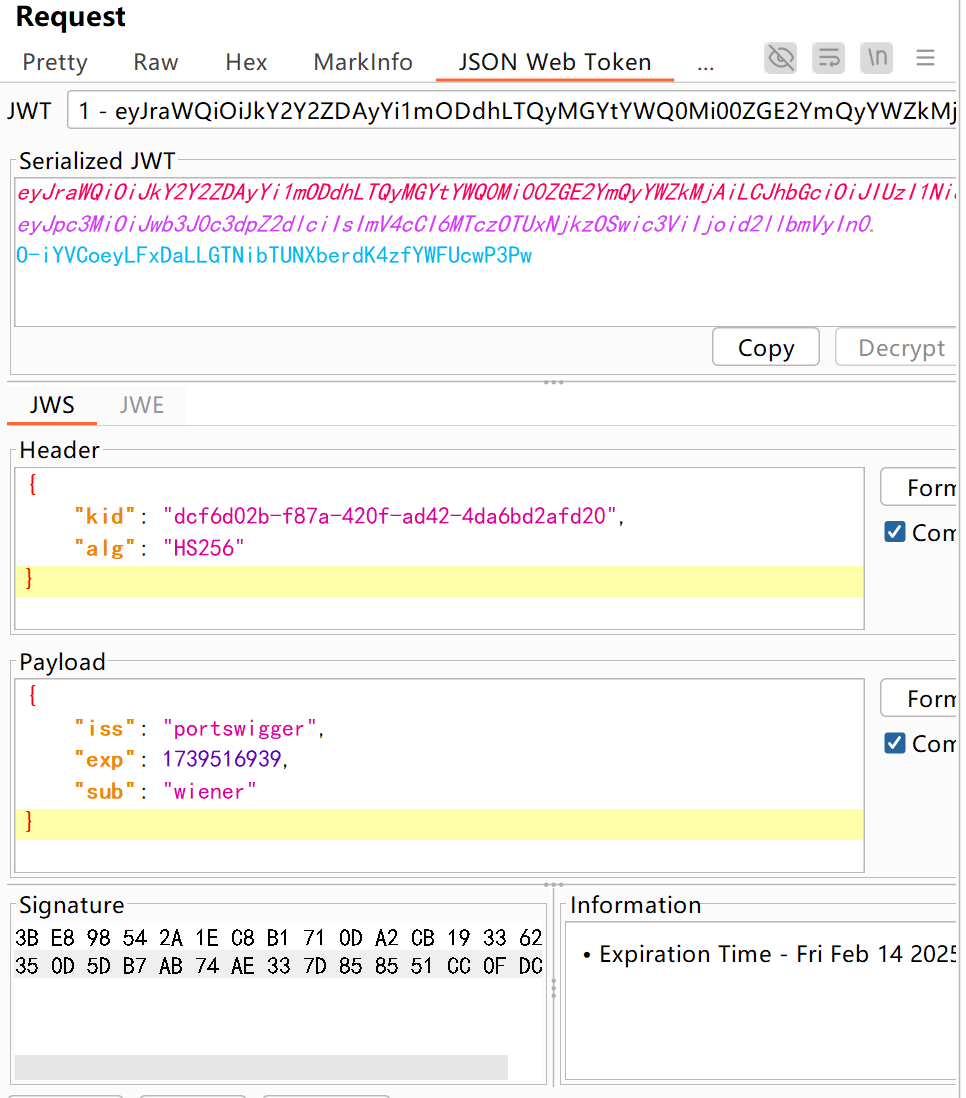 Request
Pretty Raw Hex MarkInfo JSON Web Token ... \n
JWT 1 - eyJraWQiOiJkY2Y2ZDAyYi1mODdhLTQyMGYtYWQ0Mi00ZGE2YmQyYWZkMj
Serialized JWT
eyJraWQiOiJkY2Y2ZDAyYi1mODdhLTQyMGYtYWQ0Mi00ZGE2YmQyYWZkMjAiLCJhbGciOiJIUzI1Ni
eyJpc3MiOiJwb3J0c3dpZ2dlciIsImV4cCI6MTczOTUxNjkzOSwic3ViIjoid2llbmVyIn0.
O-iYVCoeyLFxDaLLGTNibTUNXberdK4zfYWFUcwP3Pw
Copy Decrypt
JWS JWE
Header
{
"kid": "dcf6d02b-f87a-420f-ad42-4da6bd2afd20",
"alg": "HS256"
}
Form
Com
Payload
{
"iss": "portswigger",
"exp": 1739516939,
"sub": "wiener"
}
Form
Com
Signature
3B E8 98 54 2A 1E C8 B1 71 0D A2 CB 19 33 62
35 0D 5D B7 AB 74 AE 33 7D 85 85 51 CC 0F DC
Information
• Expiration Time - Fri Feb 14 2025